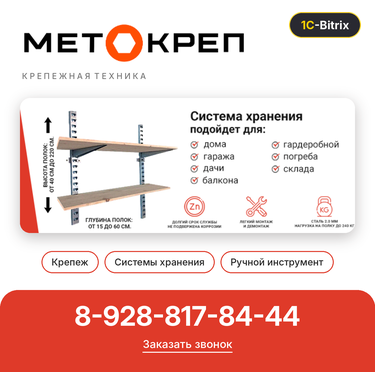 1C-Bitrix
МЕТОКРЕП
КРЕПЕЖНАЯ ТЕХНИКА
Система хранения
подойдет для:
дома
гаража
дачи
балкона
гардеробной
погреба
склада
ВЫСОТА ПОЛОК:
ОТ 40 СМ ДО 220 СМ.
ГЛУБИНА ПОЛОК:
ОТ 15 ДО 60 СМ.
Zn
ДОЛГИЙ СРОК СЛУЖБЫ
НЕ ПОДВЕРЖЕНА КОРРОЗИИ
ЛЕГКИЙ МОНТАЖ
И ДЕМОНТАЖ
KG
СТАЛЬ 2.5 ММ
НАГРУЗКА НА ПОЛКУ ДО 240 КГ
Крепеж
Системы хранения
Ручной инструмент
8-928-817-84-44
Заказать звонок